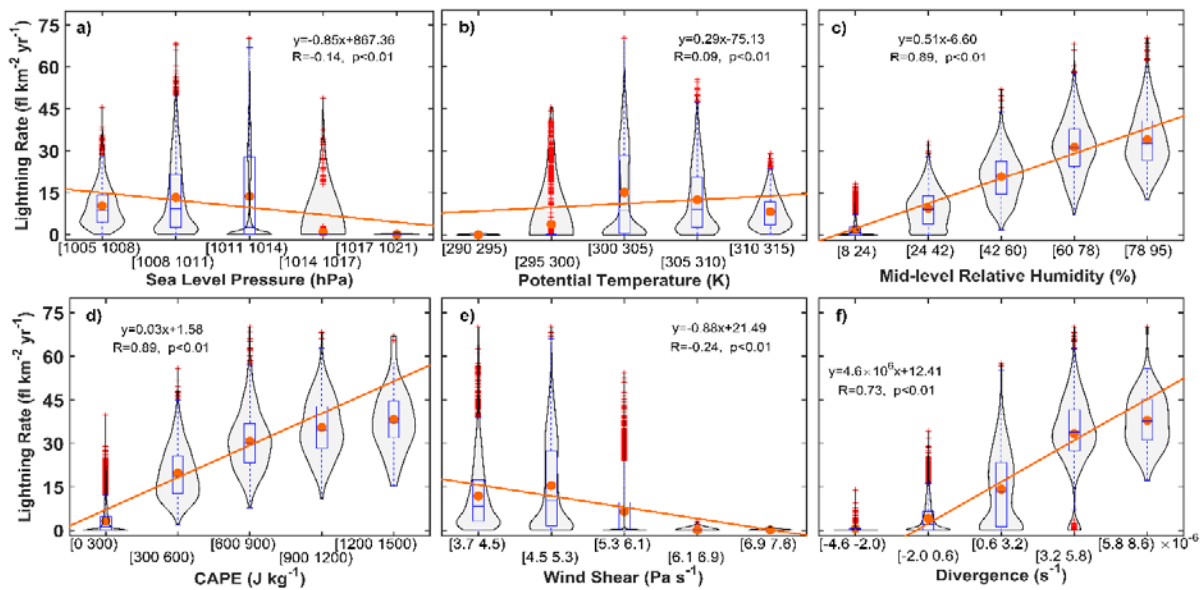 a)
y=-0.85x+867.36
R=-0.14, p<0.01
75
60
45
30
15
0
Lightning Rate (fl km⁻² yr⁻¹)
[1005 1008)
[1008 1011)
[1011 1014)
[1014 1017)
[1017 1021)
Sea Level Pressure (hPa)
b)
y=0.29x-75.13
R=0.09, p<0.01
[290 295)
[295 300)
[300 305)
[305 310)
[310 315)
Potential Temperature (K)
c)
y=0.51x-6.60
R=0.89, p<0.01
[8 24)
[24 42)
[42 60)
[60 78)
[78 95)
Mid-level Relative Humidity (%)
d)
y=0.03x+1.58
R=0.89, p<0.01
75
60
45
30
15
0
Lightning Rate (fl km⁻² yr⁻¹)
[0 300)
[300 600)
[600 900)
[900 1200)
[1200 1500)
CAPE (J kg⁻¹)
e)
y=-0.88x+21.49
R=-0.24, p<0.01
[3.7 4.5)
[4.5 5.3)
[5.3 6.1)
[6.1 6.9)
[6.9 7.8)
Wind Shear (Pa s⁻¹)
f)
y=4.6×10⁶x+12.41
R=0.73, p<0.01
[-4.6 -2.0)
[-2.0 0.6)
[0.6 3.2)
[3.2 5.8)
[5.8 8.6) ×10⁻⁶
Divergence (s⁻¹)